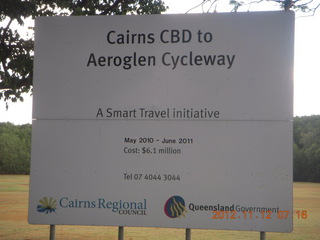 Cairns CBD to
Aeroglen Cycleway
A Smart Travel initiative
May 2010 - June 2011
Cost: $6.1 million
Tel 07 4044 3044
Cairns Regional
COUNCIL
Queensland Government
2012.11.12 07:16